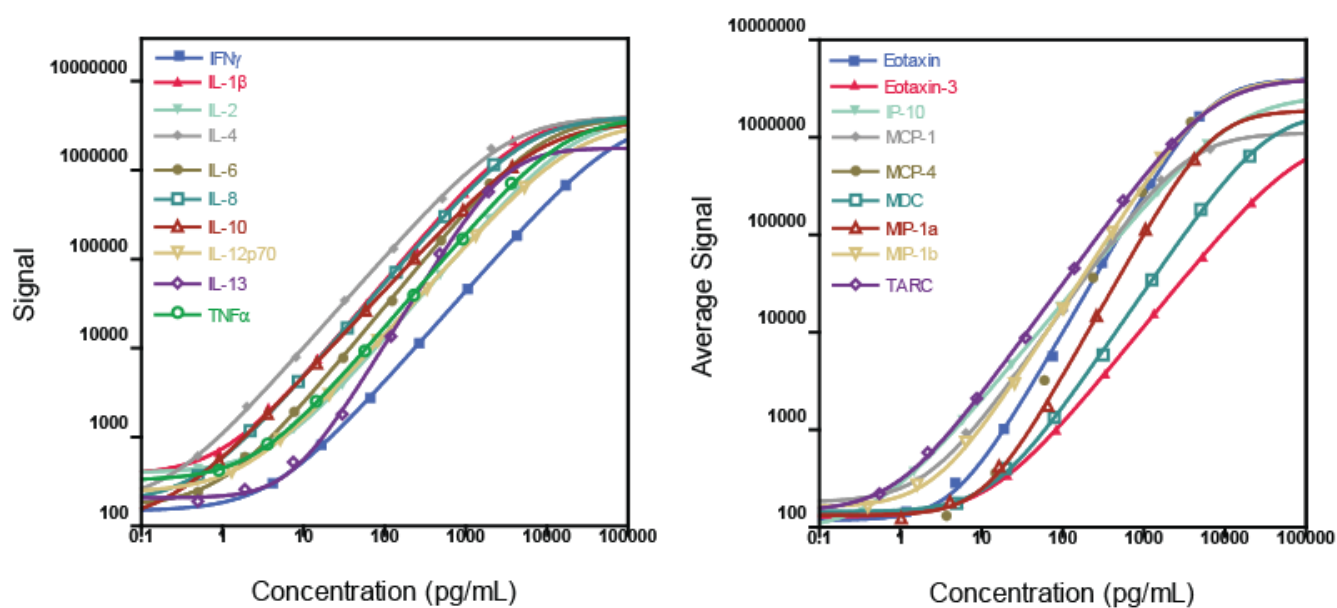 Signal
10000000
1000000
100000
10000
1000
100
IFNγ
IL-1β
IL-2
IL-4
IL-6
IL-8
IL-10
IL-12p70
IL-13
TNFα
0.1 1 10 100 1000 10000 100000
Concentration (pg/mL)
Average Signal
10000000
1000000
100000
10000
1000
100
Eotaxin
Eotaxin-3
IP-10
MCP-1
MCP-4
MDC
MIP-1a
MIP-1b
TARC
0.1 1 10 100 1000 10000 100000
Concentration (pg/mL)